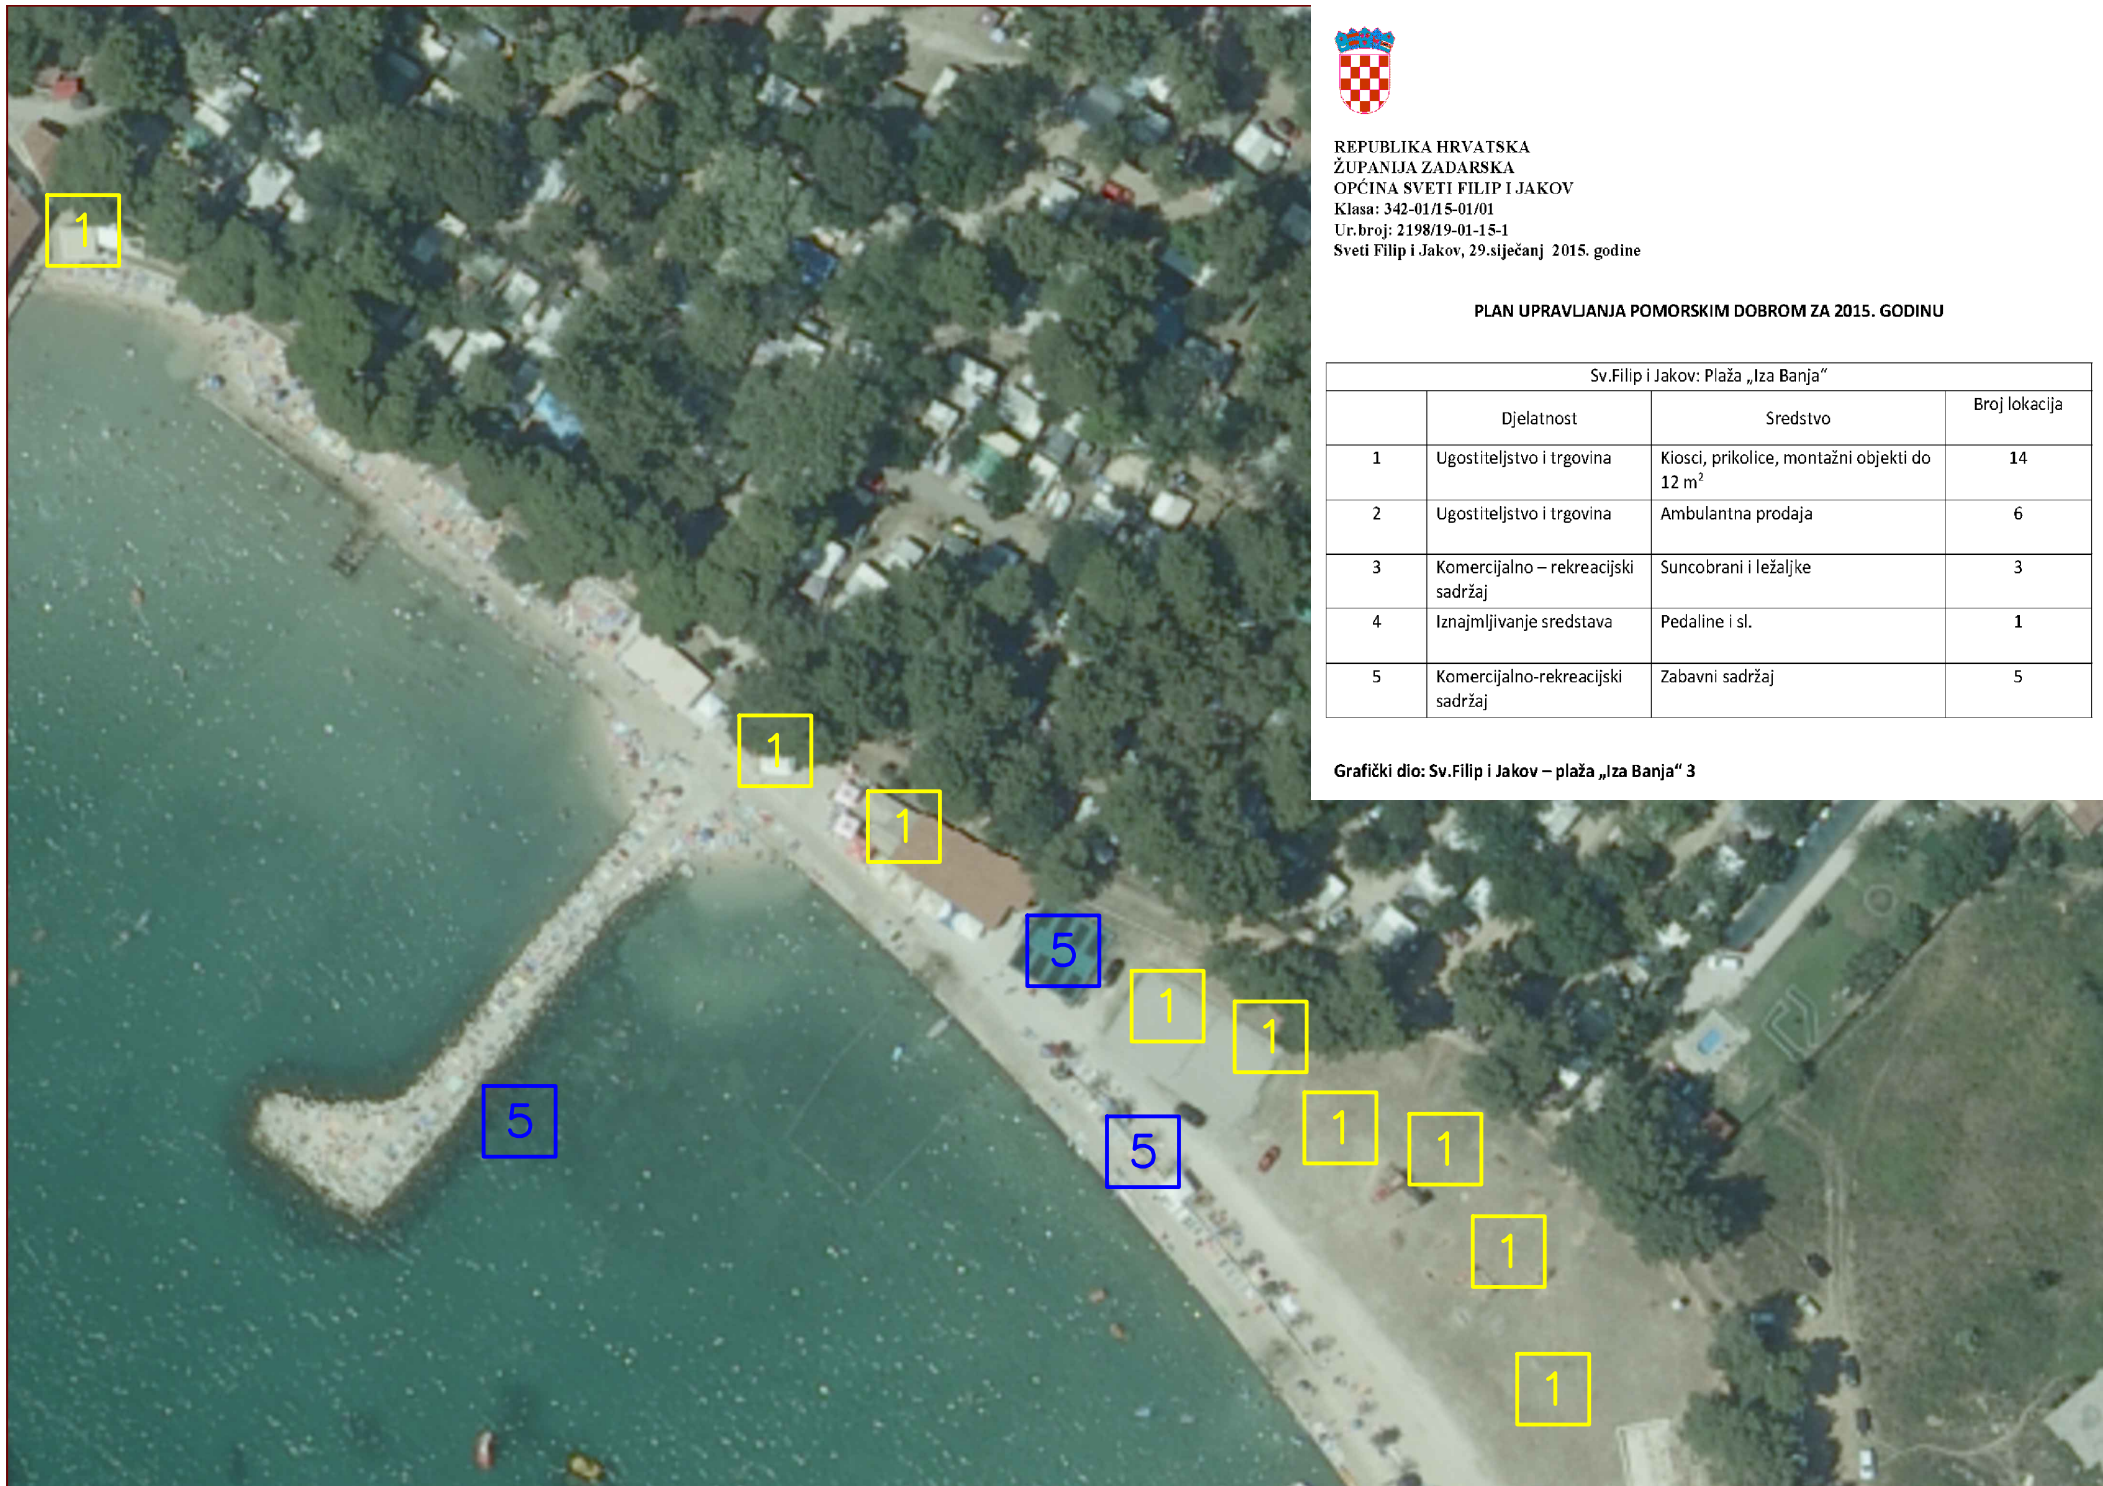 REPUBLIKA HRVATSKA
ŽUPANIJA ZADARSKA
OPĆINA SVETI FILIP I JAKOV
Klasa: 342-01/15-01/01
Ur.broj: 2198/19-01-15-1
Sveti Filip i Jakov, 29.siječanj 2015. godine
PLAN UPRAVLJANJA POMORSKIM DOBROM ZA 2015. GODINU
Sv.Filip i Jakov: Plaža „Iza Banja“
Djelatnost Sredstvo Broj lokacija
1 Ugostiteljstvo i trgovina Kiosci, prikolice, montažni objekti do 14
12 m²
2 Ugostiteljstvo i trgovina Ambulantna prodaja 6
3 Komercijalno – rekreacijski Suncobrani i ležaljke 3
sadržaj
4 Iznajmljivanje sredstava Pedaline i sl. 1
5 Komercijalno-rekreacijski Zabavni sadržaj 5
sadržaj
Grafički dio: Sv.Filip i Jakov – plaža „Iza Banja“ 3
1
1
1
5
1
1
5
1
1
5
1
1